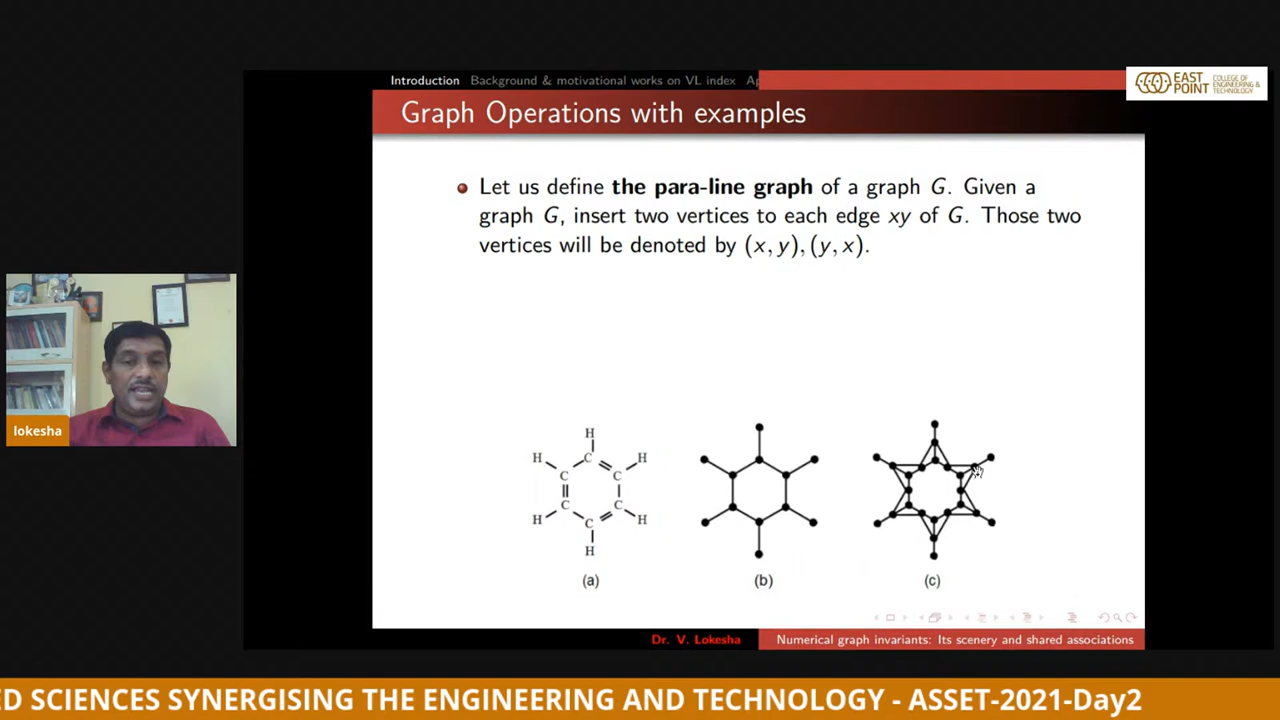 Introduction Background & motivational works on VL index Ap
EAST POINT
COLLEGE OF ENGINEERING & TECHNOLOGY
Graph Operations with examples
Let us define the para-line graph of a graph G. Given a
graph G, insert two vertices to each edge xy of G. Those two
vertices will be denoted by (x, y), (y, x).
lokesha
H
H H
C
C C
C C
H H
C
H
(a) (b) (c)
Dr. V. Lokesha Numerical graph invariants: Its scenery and shared associations
ED SCIENCES SYNERGISING THE ENGINEERING AND TECHNOLOGY - ASSET-2021-Day2